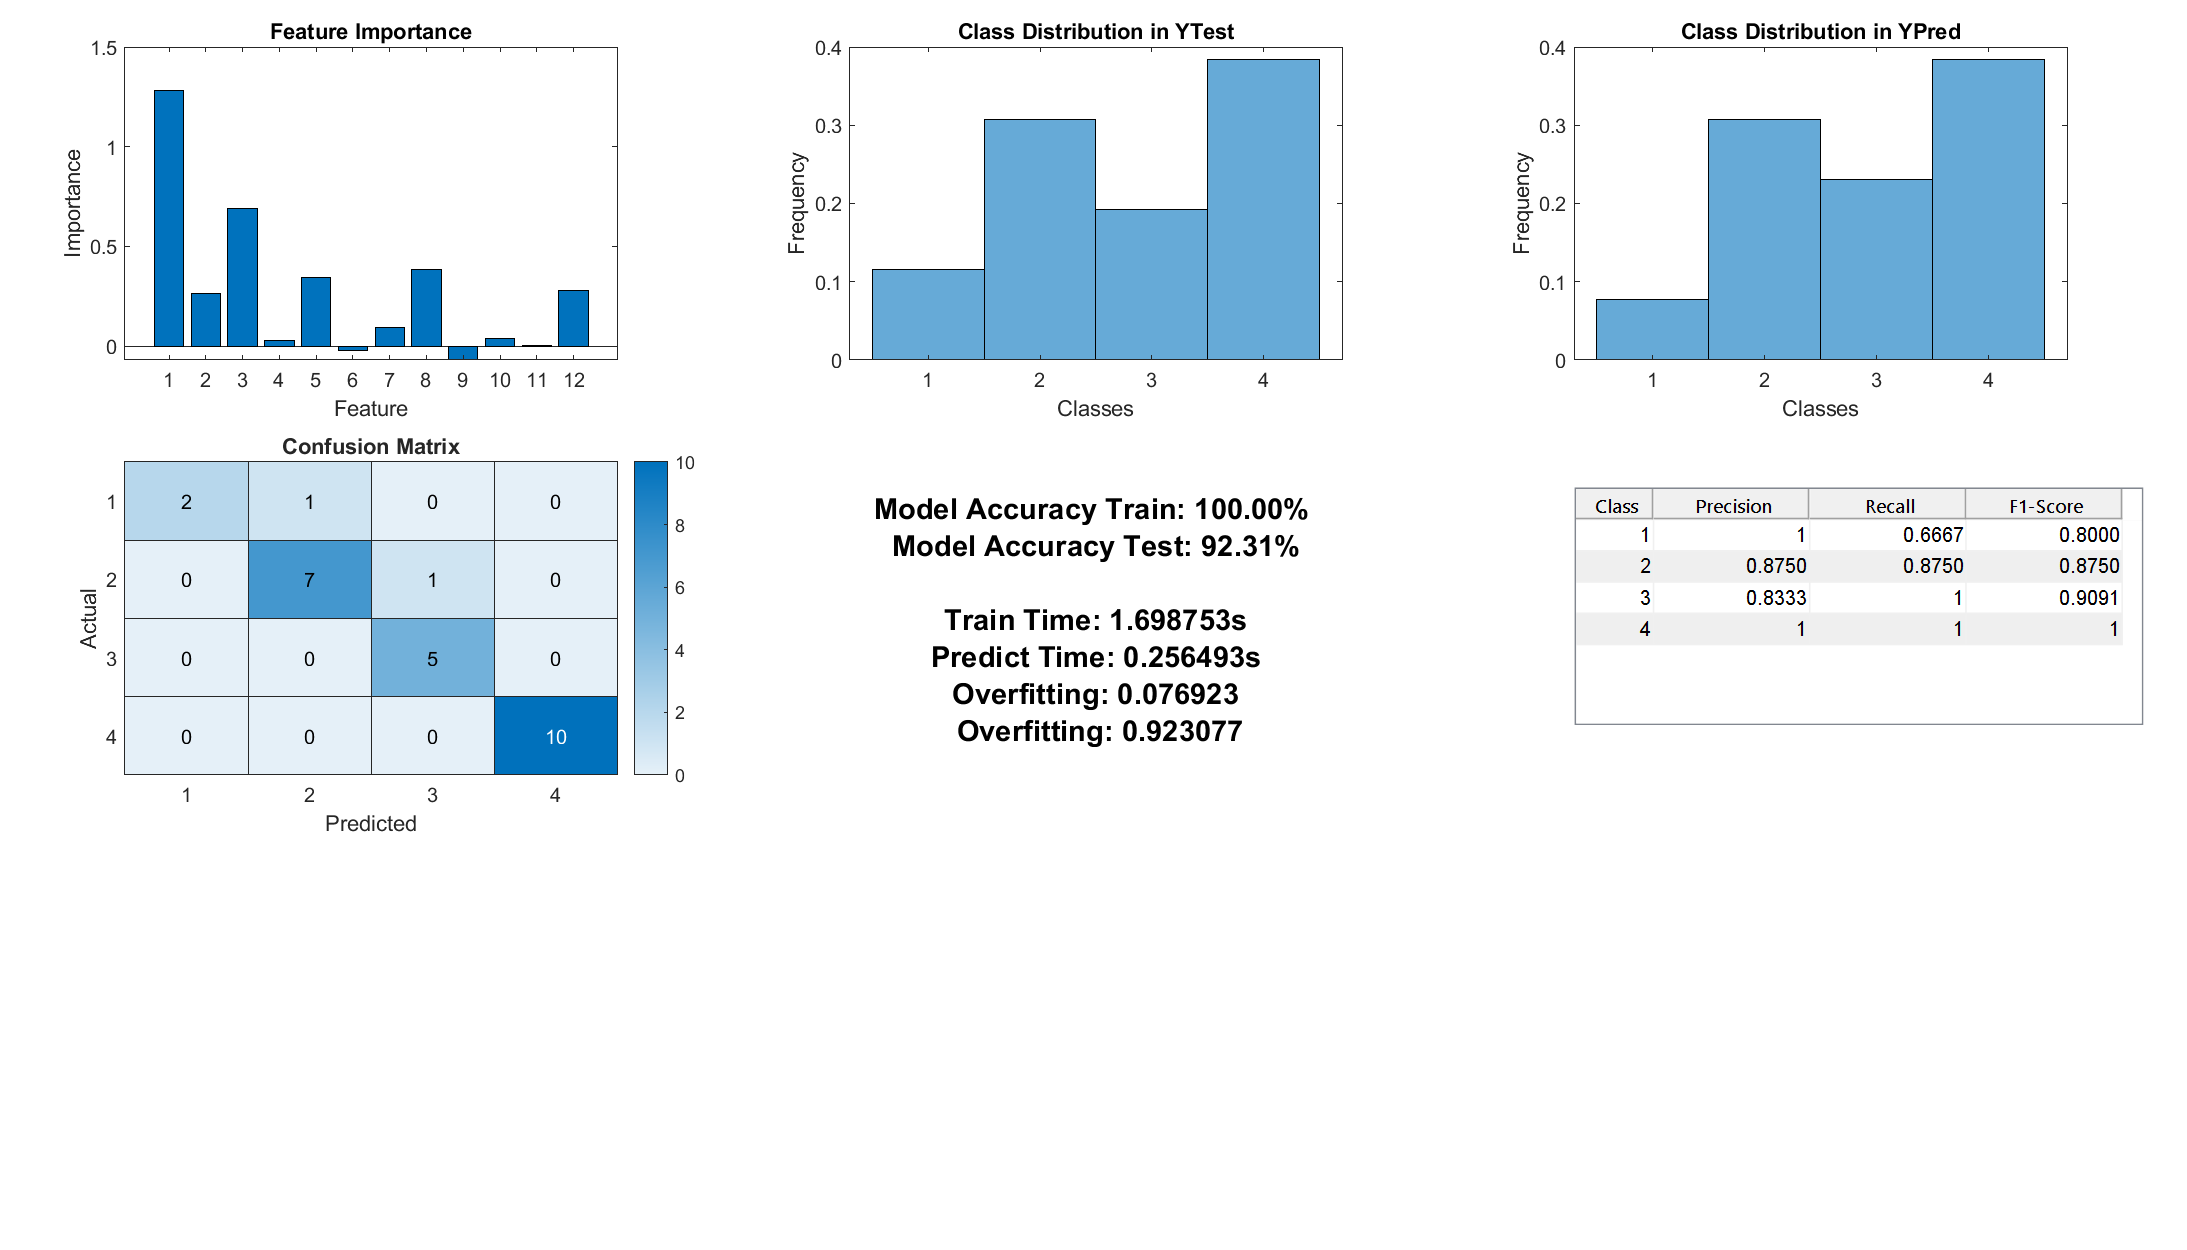 Feature Importance
1.5
1
0.5
0
Importance
1 2 3 4 5 6 7 8 9 10 11 12
Feature
Class Distribution in YTest
0.4
0.3
0.2
0.1
0
Frequency
1 2 3 4
Classes
Class Distribution in YPred
0.4
0.3
0.2
0.1
0
Frequency
1 2 3 4
Classes
Confusion Matrix
Actual
1 2 1 0 0
2 0 7 1 0
3 0 0 5 0
4 0 0 0 10
1 2 3 4
Predicted
10
8
6
4
2
0
Model Accuracy Train: 100.00%
Model Accuracy Test: 92.31%
Train Time: 1.698753s
Predict Time: 0.256493s
Overfitting: 0.076923
Overfitting: 0.923077
Class Precision Recall F1-Score
1 1 0.6667 0.8000
2 0.8750 0.8750 0.8750
3 0.8333 1 0.9091
4 1 1 1